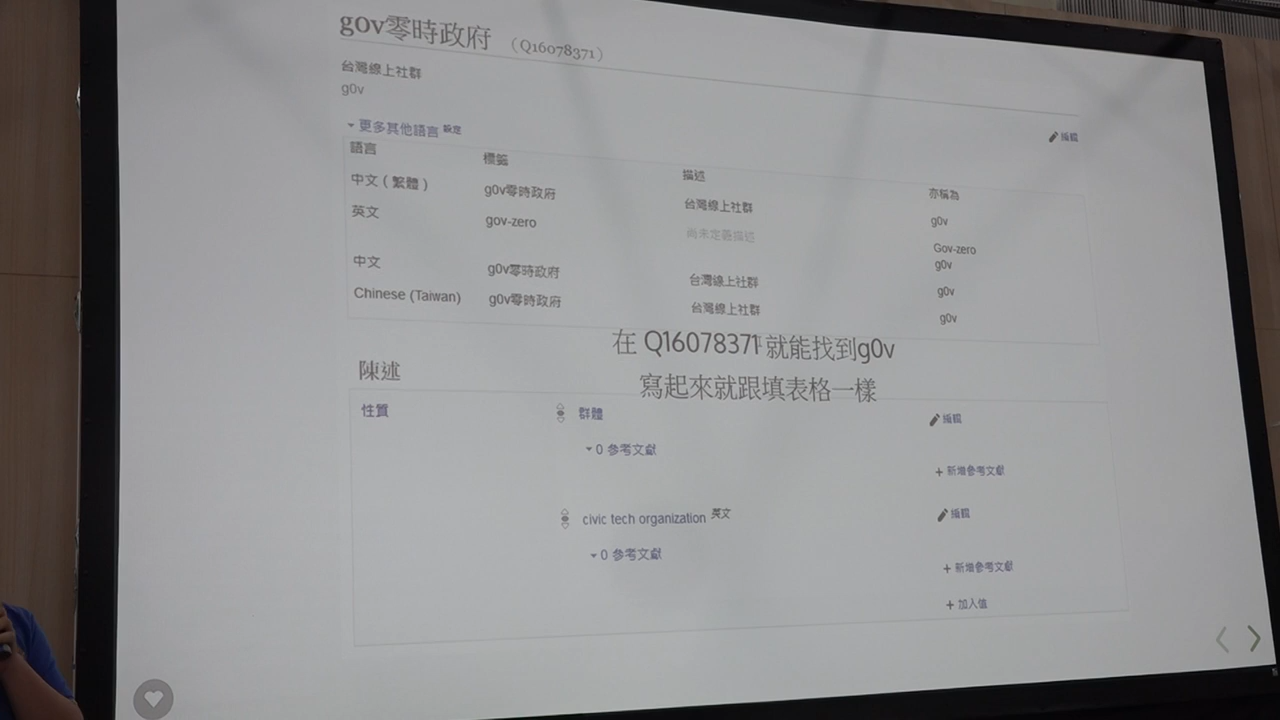 g0v零時政府 （Q16078371）
台灣線上社群
g0v
更多其他語言 設定
編輯
語言 標籤 描述 亦稱為
中文（繁體） g0v零時政府 台灣線上社群 g0v
英文 gov-zero 尚未定義描述 Gov-zero
g0v
中文 g0v零時政府 台灣線上社群 g0v
Chinese (Taiwan) g0v零時政府 台灣線上社群 g0v
在 Q16078371 就能找到g0v
寫起來就跟填表格一樣
陳述
性質 群體 編輯
0 參考文獻
+ 新增參考文獻
civic tech organization 英文 編輯
0 參考文獻
+ 新增參考文獻
+ 加入值